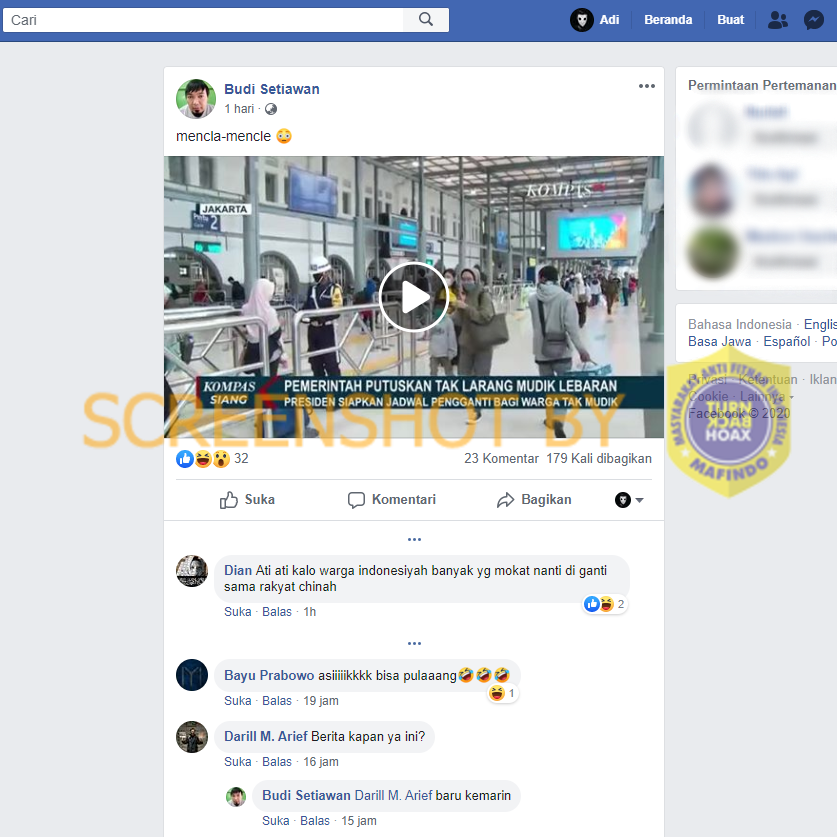 Cari
Adi
Beranda
Buat
Budi Setiawan
1 hari ·
mencla-mencle
KOMPAS
JAKARTA
Pintu
2
PEMERINTAH PUTUSKAN TAK LARANG MUDIK LEBARAN
KOMPAS
SIANG
PRESIDEN SIAPKAN JADWAL PENGGANTI BAGI WARGA TAK MUDIK
SCREENSHOT BY
32
23 Komentar 179 Kali dibagikan
Suka
Komentari
Bagikan
Dian Ati ati kalo warga indonesiyah banyak yg mokat nanti di ganti
sama rakyat chinah
2
Suka · Balas · 1h
Bayu Prabowo asiiiiikkkk bisa pulaaang
1
Suka · Balas · 19 jam
Darill M. Arief Berita kapan ya ini?
Suka · Balas · 16 jam
Budi Setiawan Darill M. Arief baru kemarin
Suka · Balas · 15 jam
Permintaan Pertemanan
Bahasa Indonesia · Englis
Basa Jawa · Español · Po
Privasi · Ketentuan · Iklan
Cookie · Lainnya
Facebook © 2020
MASYARAKAT ANTI FITNAH INDONESIA
TURN
BACK
HOAX
MAFINDO